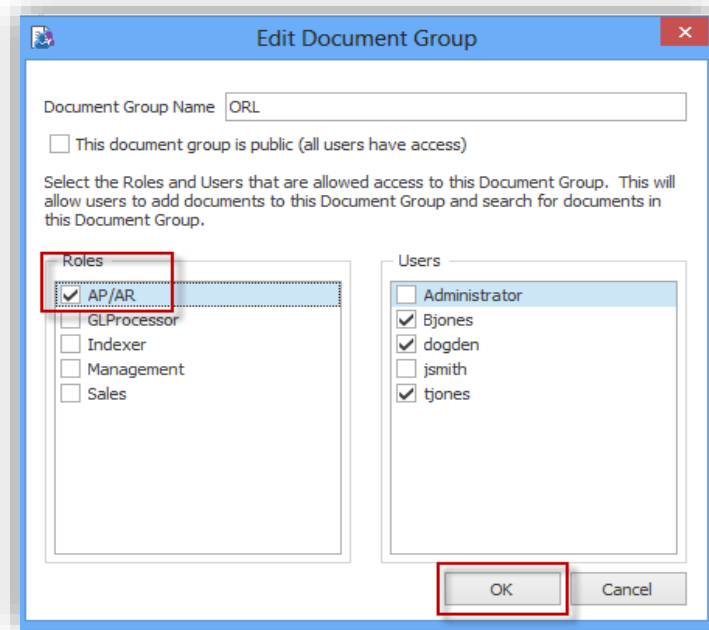 Edit Document Group
Document Group Name ORL
This document group is public (all users have access)
Select the Roles and Users that are allowed access to this Document Group. This will
allow users to add documents to this Document Group and search for documents in
this Document Group.
Roles
AP/AR
GLProcessor
Indexer
Management
Sales
Users
Administrator
Bjones
dogden
jsmith
tjones
OK Cancel